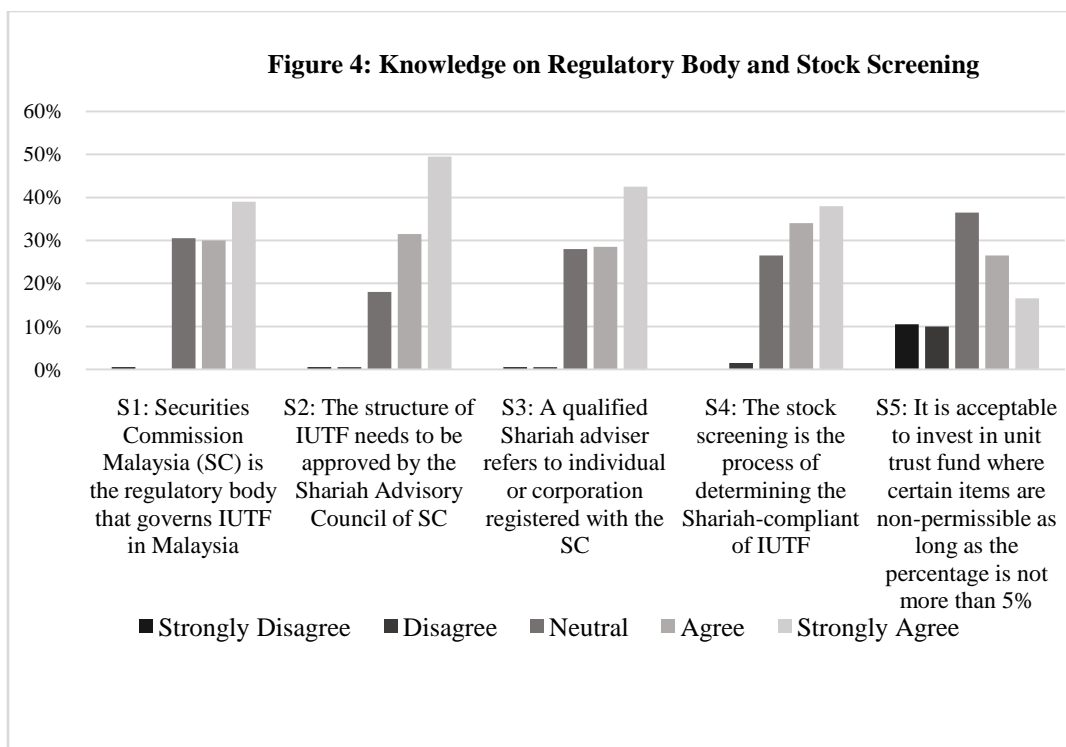 Figure 4: Knowledge on Regulatory Body and Stock Screening
60%
50%
40%
30%
20%
10%
0%
S1: Securities
Commission
Malaysia (SC) is
the regulatory body
that governs IUTF
in Malaysia
S2: The structure of
IUTF needs to be
approved by the
Shariah Advisory
Council of SC
S3: A qualified
Shariah adviser
refers to individual
or corporation
registered with the
SC
S4: The stock
screening is the
process of
determining the
Shariah-compliant
of IUTF
S5: It is acceptable
to invest in unit
trust fund where
certain items are
non-permissible as
long as the
percentage is not
more than 5%
Strongly Disagree Disagree Neutral Agree Strongly Agree